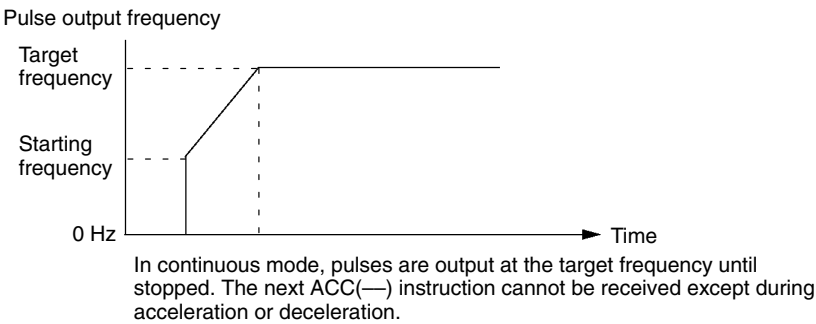 Pulse output frequency
Target
frequency
Starting
frequency
0 Hz
Time
In continuous mode, pulses are output at the target frequency until
stopped. The next ACC(––) instruction cannot be received except during
acceleration or deceleration.